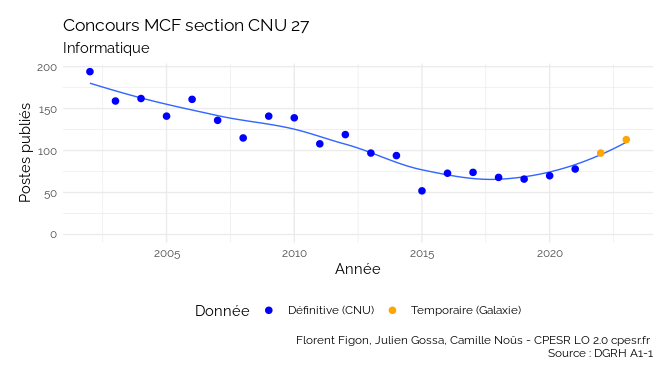 Concours MCF section CNU 27
Informatique
200
150
100
50
0
Postes publiés
2005 2010 2015 2020
Année
Donnée Définitive (CNU) Temporaire (Galaxie)
Florent Figon, Julien Gossa, Camille Noûs - CPESR LO 2.0 cpesr.fr
Source : DGRH A1-1